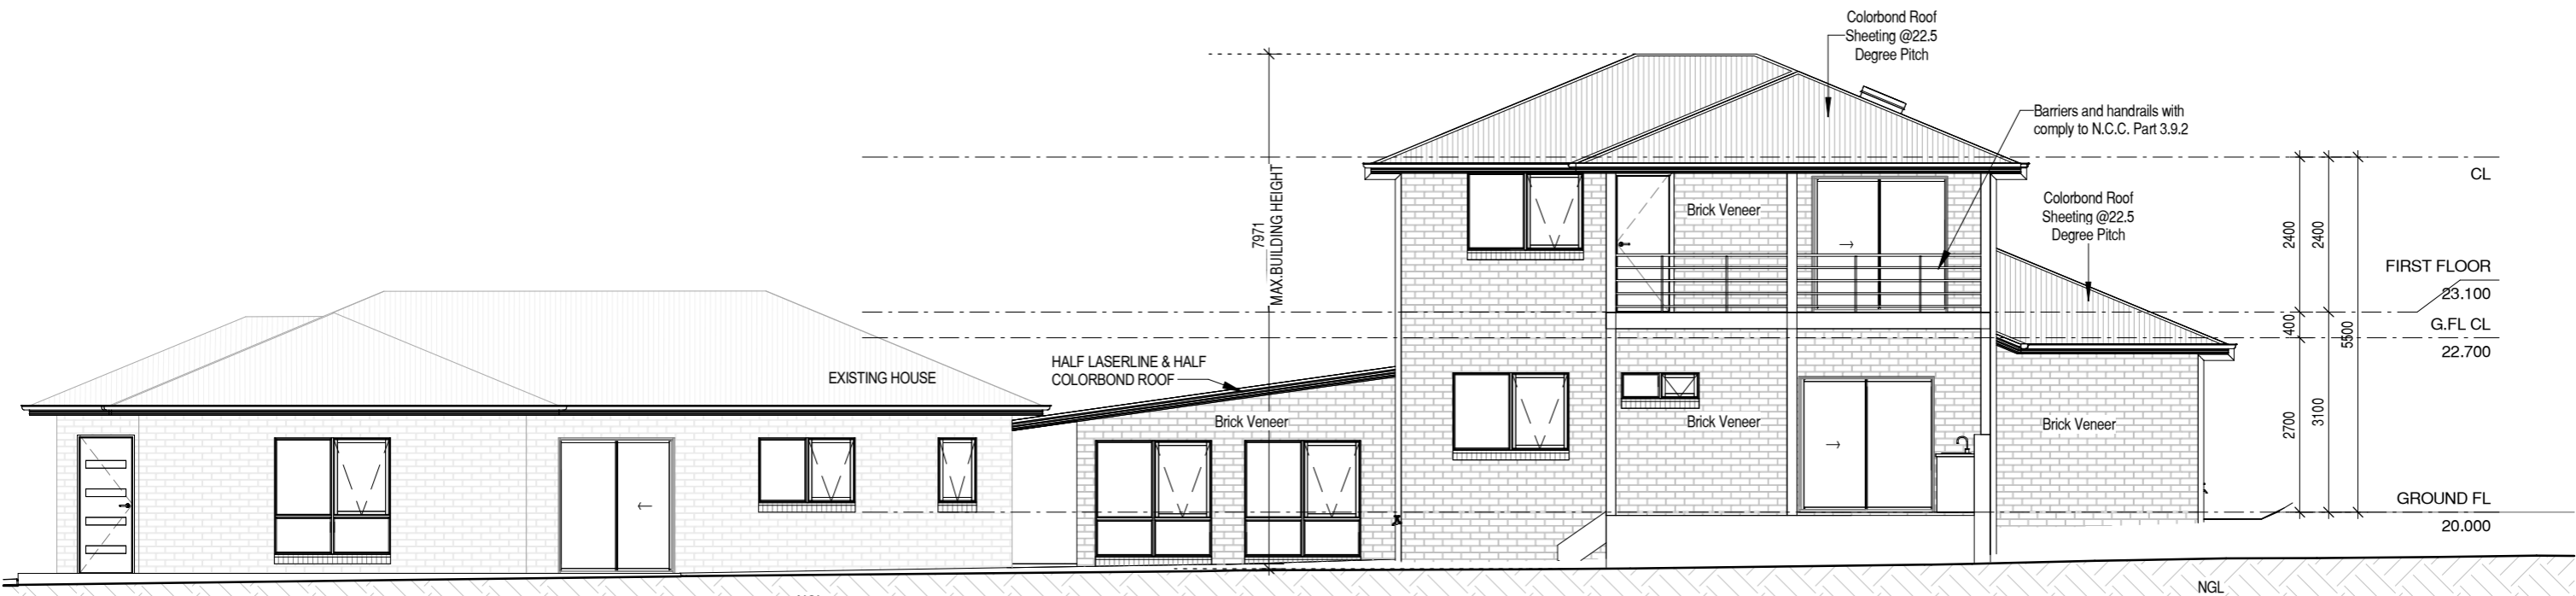 Colorbond Roof
Sheeting @22.5
Degree Pitch
Barriers and handrails with
comply to N.C.C. Part 3.9.2
7971
MAX.BUILDING HEIGHT
CL
Colorbond Roof
Sheeting @22.5
Degree Pitch
Brick Veneer
2400
2400
FIRST FLOOR
23.100
400
G.FL CL
22.700
5500
HALF LASERLINE & HALF
COLORBOND ROOF
EXISTING HOUSE
Brick Veneer
Brick Veneer
Brick Veneer
2700
3100
GROUND FL
20.000
NGL